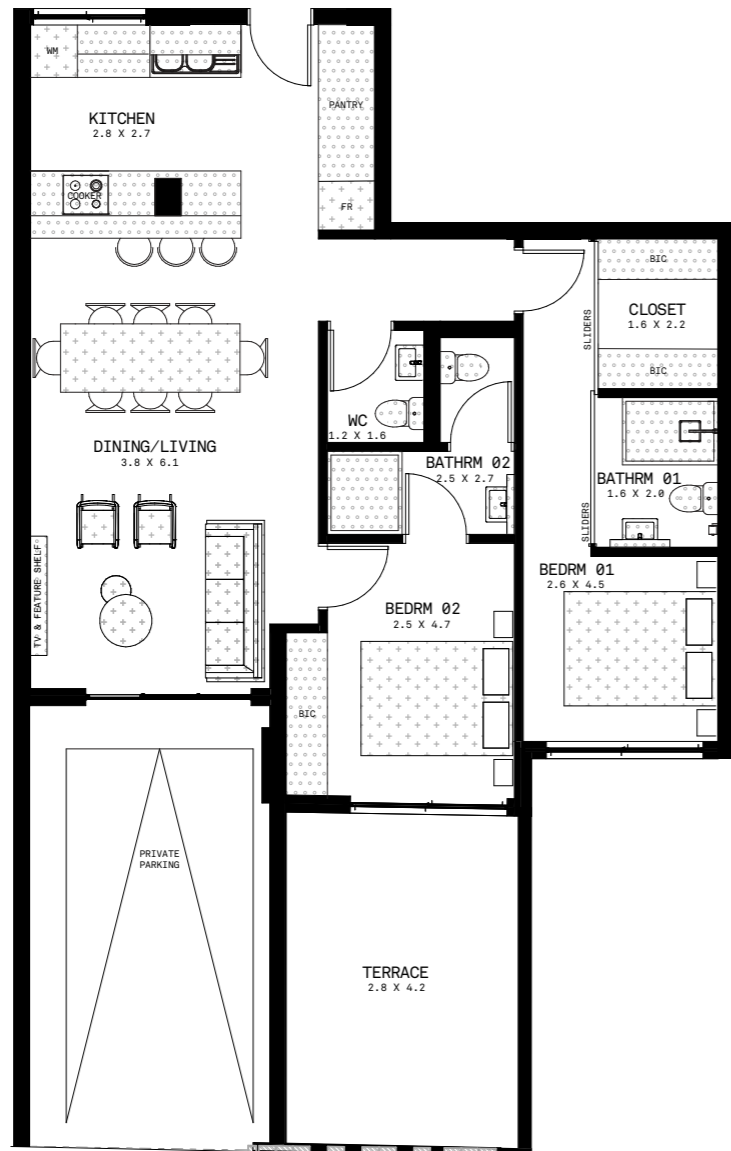 WM
KITCHEN
2.8 X 2.7
PANTRY
COOKER
FR
BIC
CLOSET
1.6 X 2.2
SLIDERS
BIC
WC
1.2 X 1.6
DINING/LIVING
3.8 X 6.1
BATHRM 02
2.5 X 2.7
BATHRM 01
1.6 X 2.0
SLIDERS
TV & FEATURE SHELF
BEDRM 01
2.6 X 4.5
BEDRM 02
2.5 X 4.7
BIC
PRIVATE
PARKING
TERRACE
2.8 X 4.2